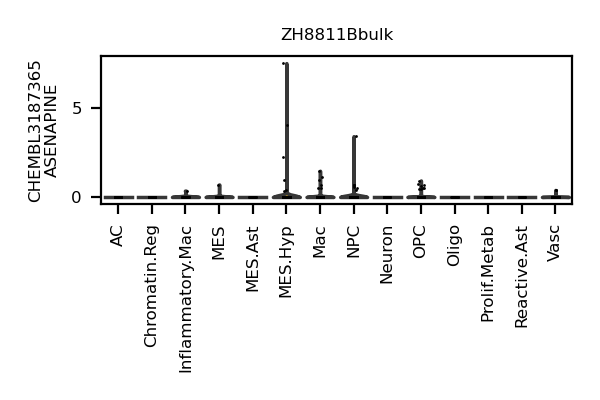 ZH8811Bbulk
CHEMBL3187365
ASENAPINE
5
0
AC
Chromatin.Reg
Inflammatory.Mac
MES
MES.Ast
MES.Hyp
Mac
NPC
Neuron
OPC
Oligo
Prolif.Metab
Reactive.Ast
Vasc